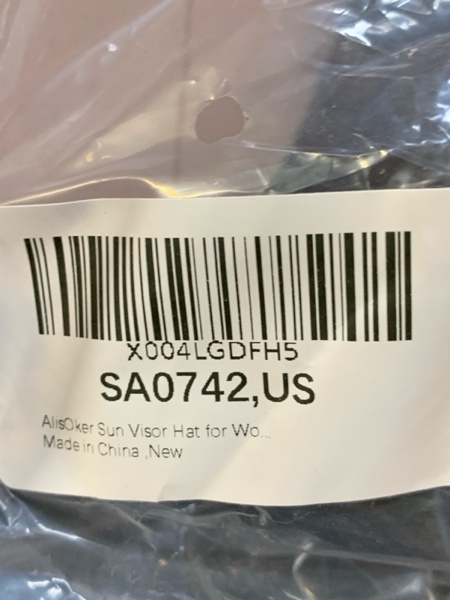 X004LGDFH5
SA0742,US
AlisOker Sun Visor Hat for Wo...
Made in China ,New